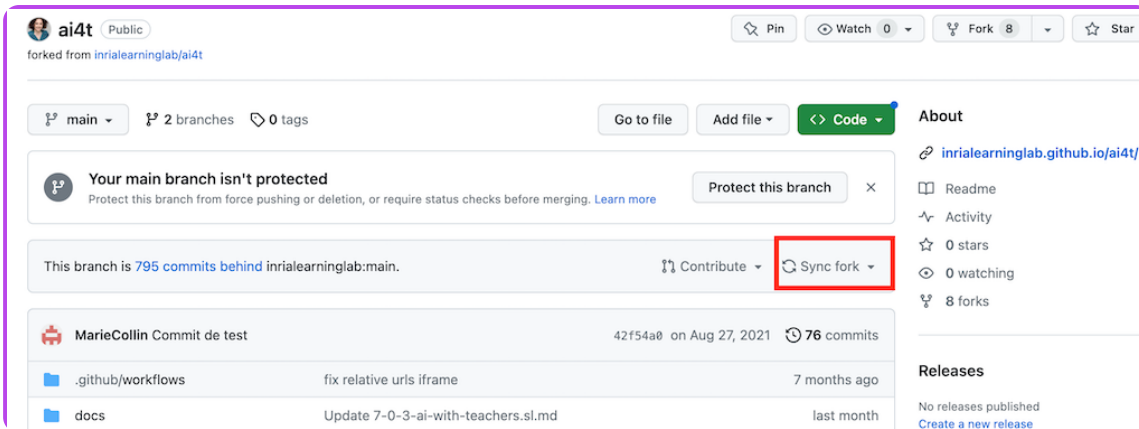 ai4t Public
Pin Watch 0 Fork 8 Star
forked from inrialearninglab/ai4t
main 2 branches 0 tags Go to file Add file <> Code
Your main branch isn't protected
Protect this branch from force pushing or deletion, or require status checks before merging. Learn more
Protect this branch ×
This branch is 795 commits behind inrialearninglab:main. Contribute Sync fork
MarieCollin Commit de test 42f54a0 on Aug 27, 2021 76 commits
.github/workflows fix relative urls iframe 7 months ago
docs Update 7-0-3-ai-with-teachers.sl.md last month
About
inrialearninglab.github.io/ai4t/
Readme
Activity
0 stars
0 watching
8 forks
Releases
No releases published
Create a new release